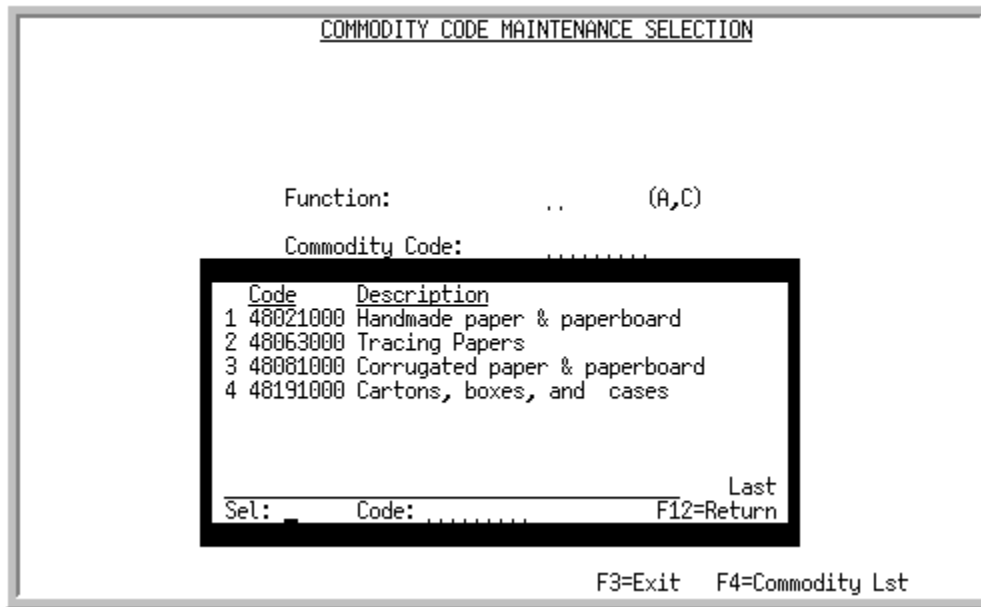 COMMODITY CODE MAINTENANCE SELECTION
Function: .. (A,C)
Commodity Code: .........
Code Description
1 48021000 Handmade paper & paperboard
2 48063000 Tracing Papers
3 48081000 Corrugated paper & paperboard
4 48191000 Cartons, boxes, and  cases
Last
Sel: _ Code: ......... F12=Return
F3=Exit F4=Commodity Lst